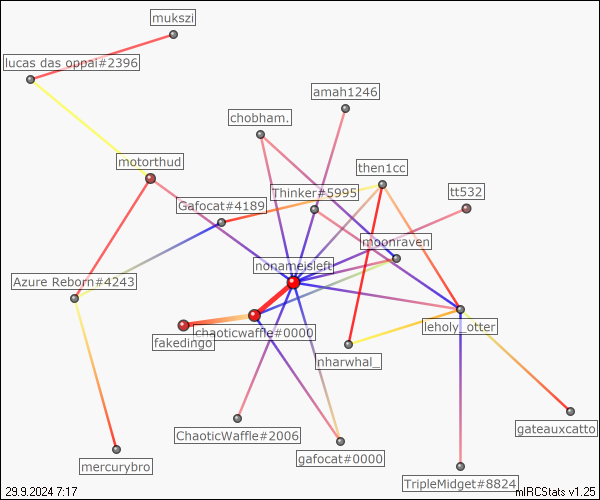 mukszi
lucas das oppai#2396
amah1246
chobham.
motorthud
then1cc
Thinker#5995
tt532
Gafocat#4189
moonraven
nonameisleft
Azure Reborn#4243
leholy_otter
chaoticwaffle#0000
fakedingo
nharwhal_
gateauxcatto
ChaoticWaffle#2006
gafocat#0000
mercurybro
TripleMidget#8824
29.9.2024 7:17
mIRCStats v1.25